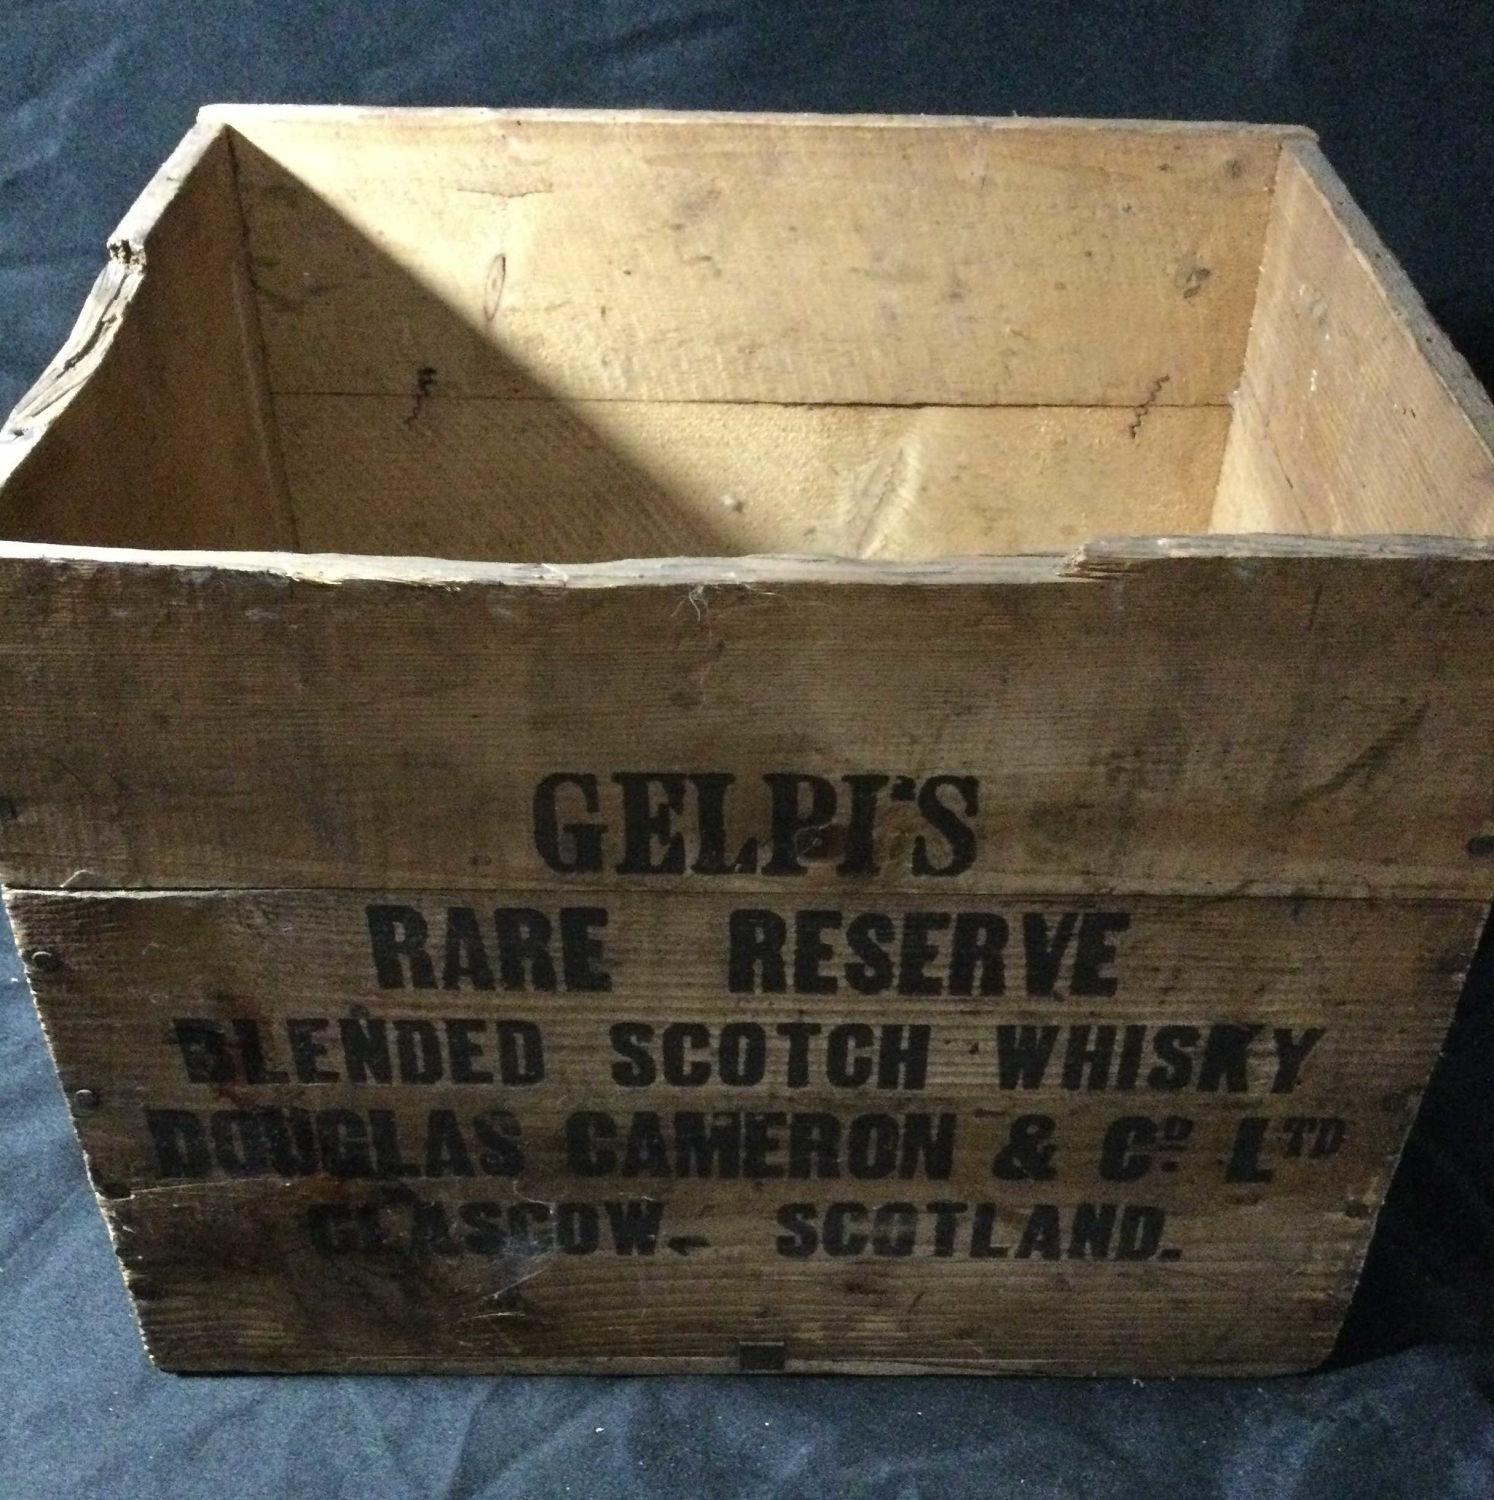 GELPI'S
RARE RESERVE
BLENDED SCOTCH WHISKY
DOUGLAS CAMERON & Cº LTD
GLASGOW. SCOTLAND.